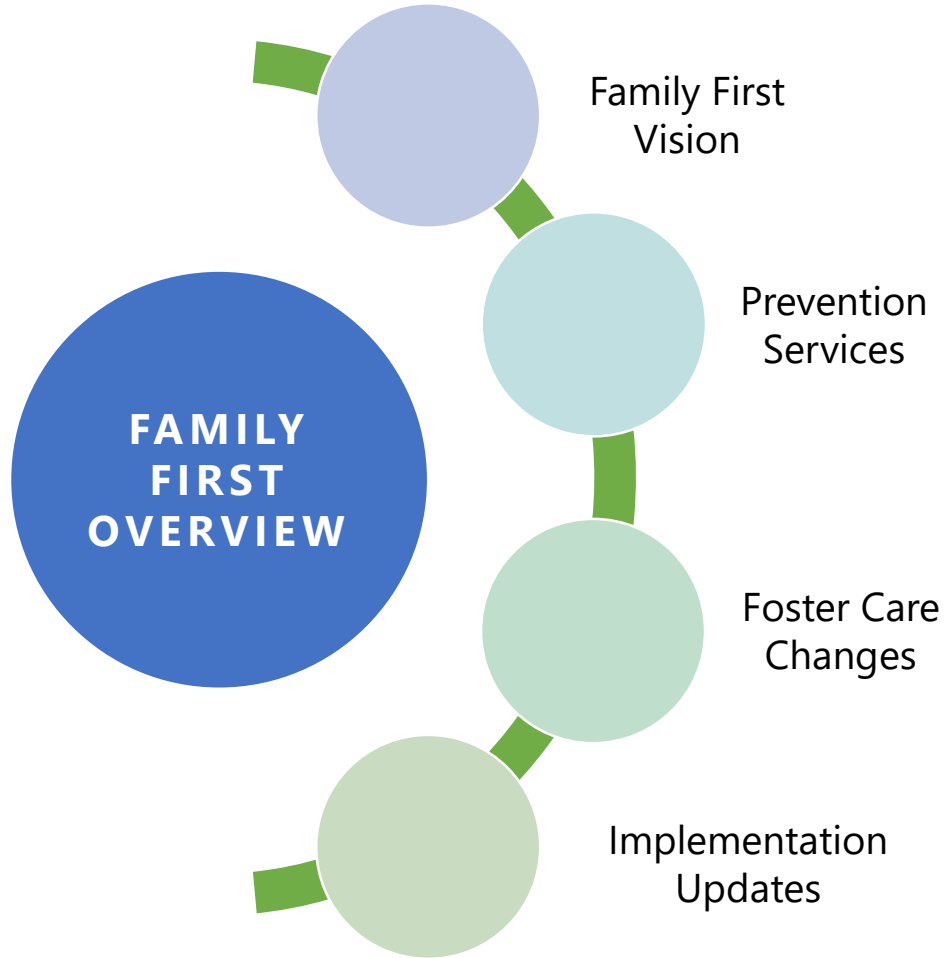 FAMILY
FIRST
OVERVIEW
Family First
Vision
Prevention
Services
Foster Care
Changes
Implementation
Updates